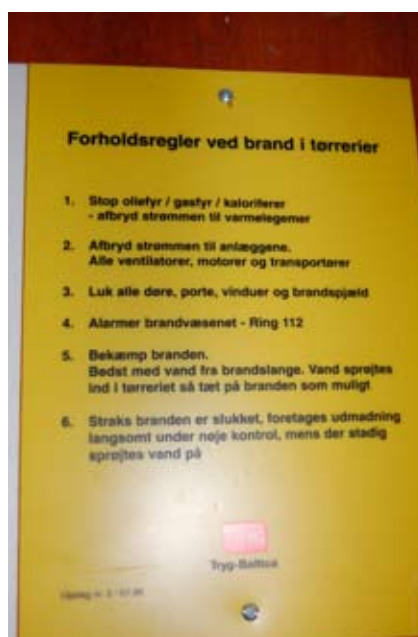 Forholdsregler ved brand i tørrerier
1. Stop oliefyr / gasfyr / kaloriferer
- afbryd strømmen til varmelegemer
2. Afbryd strømmen til anlæggene.
Alle ventilatorer, motorer og transportører
3. Luk alle døre, porte, vinduer og brandspjæld
4. Alarmer brandvæsenet - Ring 112
5. Bekæmp branden.
Bedst med vand fra brandslange. Vand sprøjtes
ind i tørreriet så tæt på branden som muligt
6. Straks branden er slukket, foretages udmadning
langsomt under nøje kontrol, mens der stadig
sprøjtes vand på
Tryg-Baltica